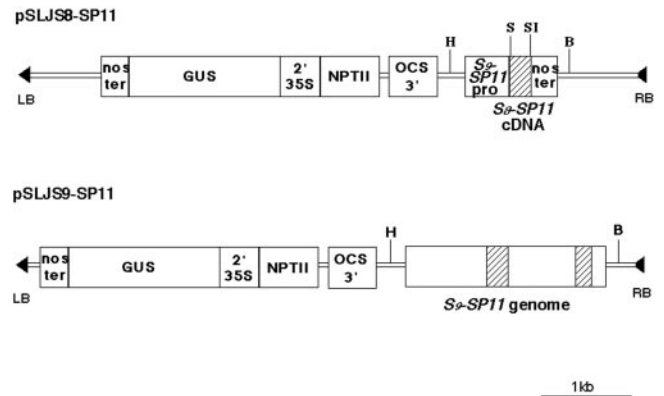 pSLJS8-SP11
S SI
H B
nos ter GUS 2' 35S NPTII OCS 3' S9-SP11 pro nos ter
LB RB
S8-SP11 cDNA
pSLJS9-SP11
H B
nos ter GUS 2' 35S NPTII OCS 3'
LB RB
S9-SP11 genome
1kb